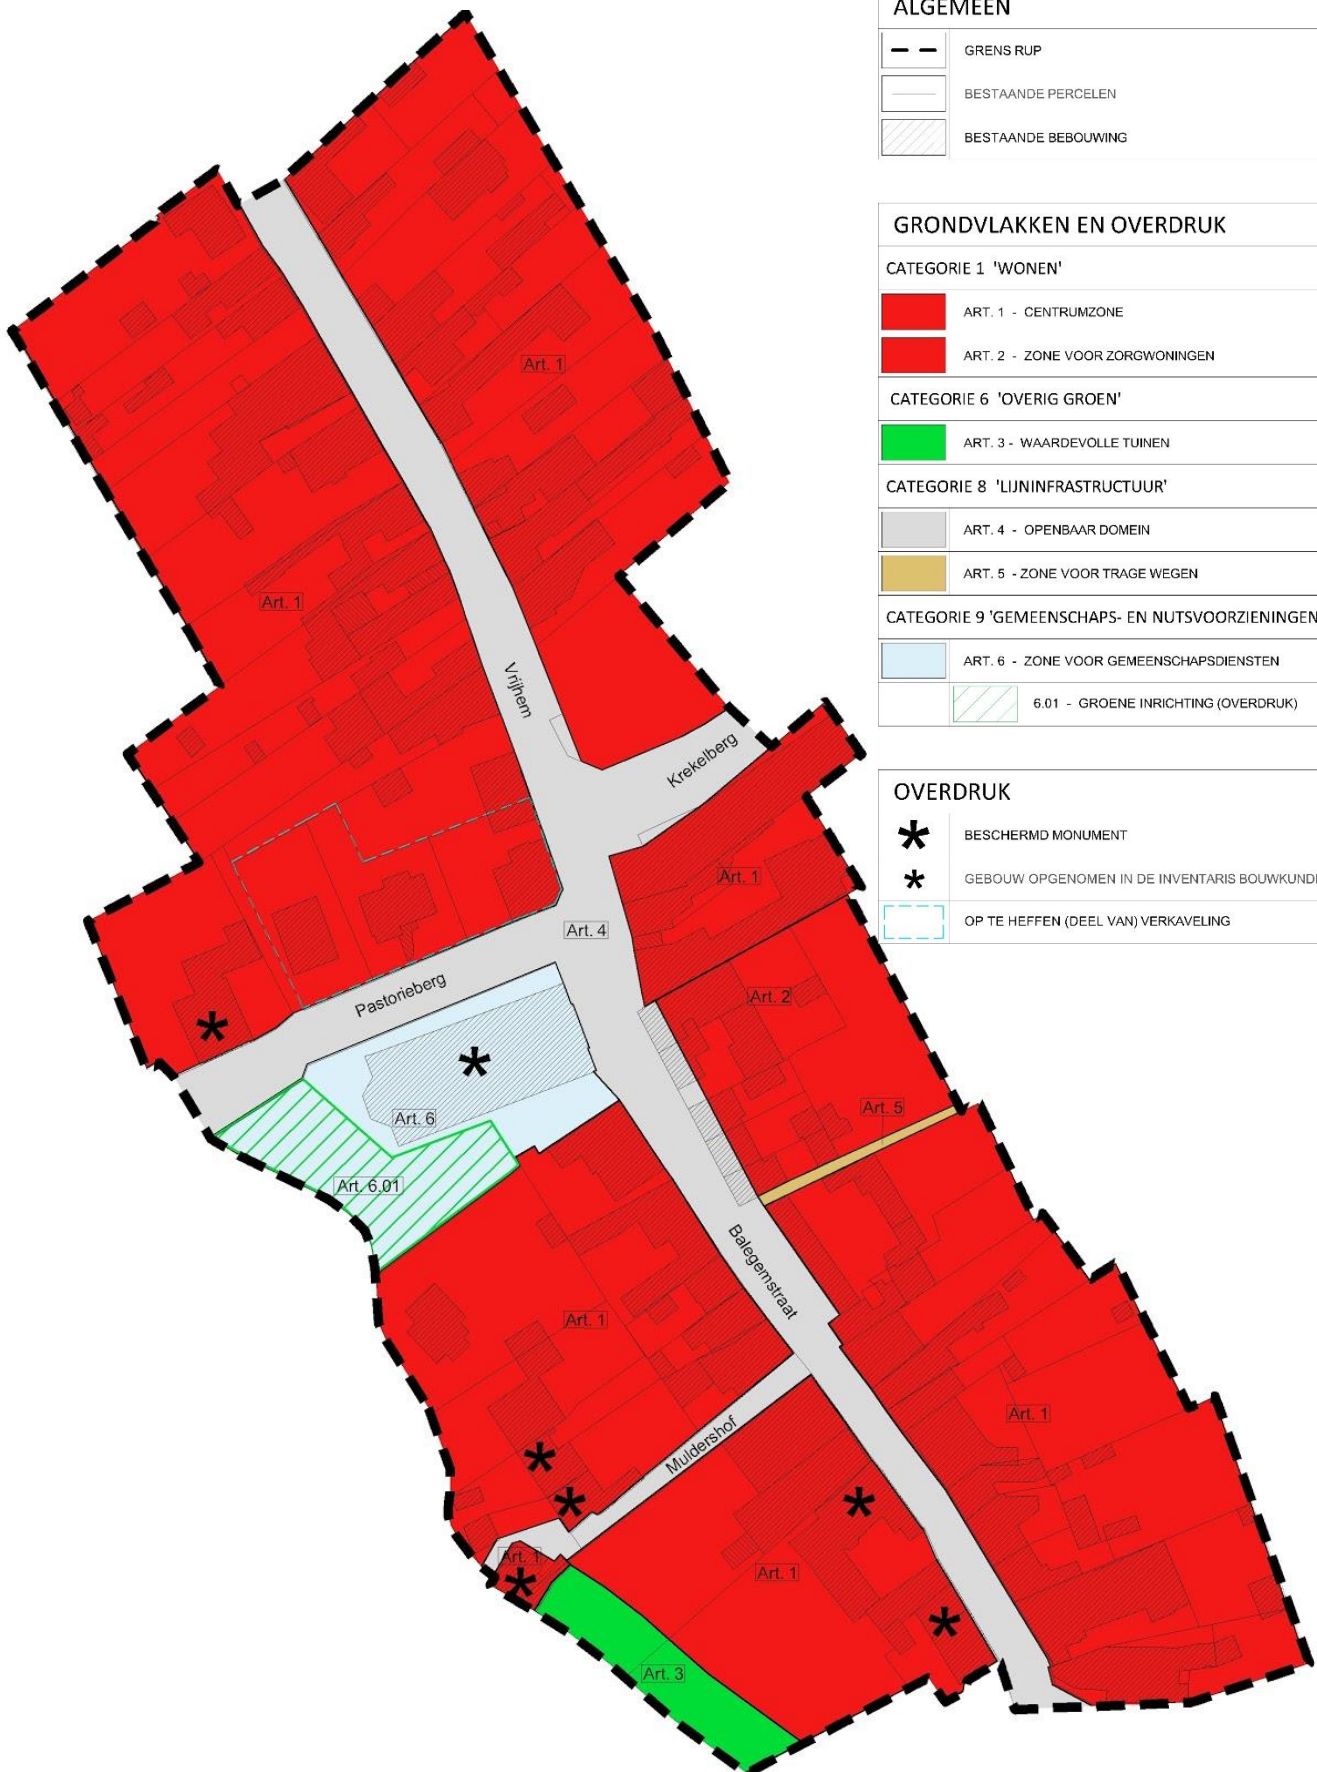 ALGEMEEN
GRENS RUP
BESTAANDE PERCELEN
BESTAANDE BEBOUWING
GRONDVLAKKEN EN OVERDRUK
CATEGORIE 1 'WONEN'
ART. 1 - CENTRUMZONE
ART. 2 - ZONE VOOR ZORGWONINGEN
CATEGORIE 6 'OVERIG GROEN'
ART. 3 - WAARDEVOLLE TUINEN
CATEGORIE 8 'LIJNINFRASTRUCTUUR'
ART. 4 - OPENBAAR DOMEIN
ART. 5 - ZONE VOOR TRAGE WEGEN
CATEGORIE 9 'GEMEENSCHAPS- EN NUTSVOORZIENINGEN
ART. 6 - ZONE VOOR GEMEENSCHAPSDIENSTEN
6.01 - GROENE INRICHTING (OVERDRUK)
OVERDRUK
BESCHERMD MONUMENT
GEBOUW OPGENOMEN IN DE INVENTARIS BOUWKUNDI
OP TE HEFFEN (DEEL VAN) VERKAVELING
Art. 1
Art. 1
Vrijhem
Krekelberg
Art. 1
Art. 4
Pastorieberg
Art. 2
Art. 5
Art. 6
Art. 6.01
Balegemstraat
Art. 1
Art. 1
Muldershof
Art. 1
Art. 1
Art. 3